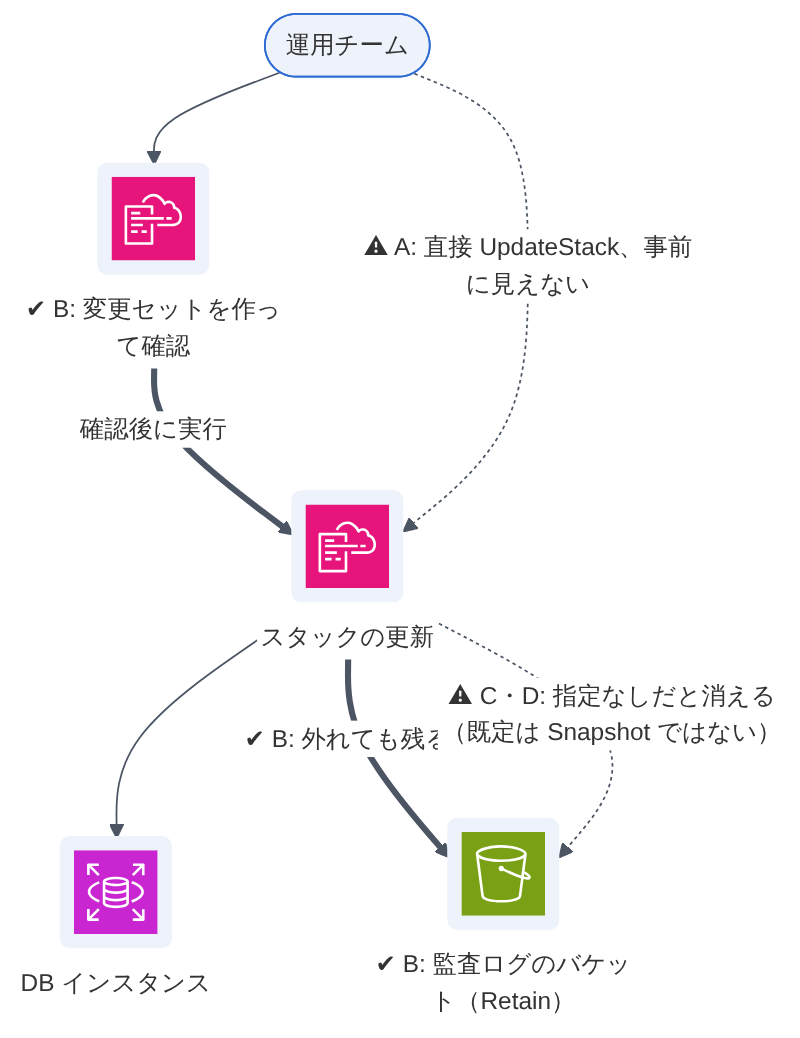 運用チーム
⚠ A: 直接 UpdateStack、事前
に見えない
✔ B: 変更セットを作っ
て確認
確認後に実行
スタックの更新
⚠ C・D: 指定なしだと消える
（既定は Snapshot ではない）
✔ B: 外れても残る
DB インスタンス
✔ B: 監査ログのバケッ
ト（Retain）